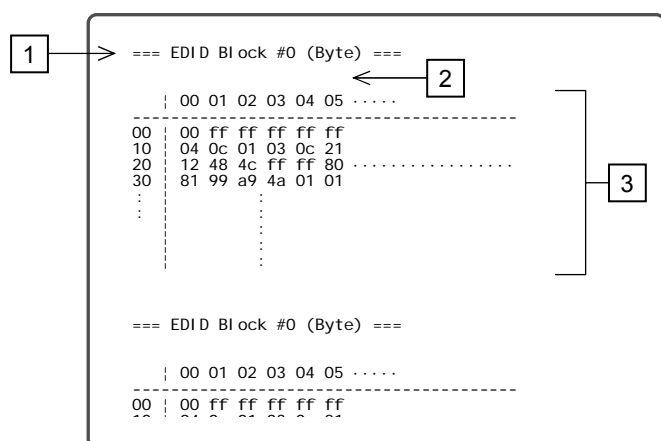 1
=== EDID Block #0 (Byte) ===
2
¦ 00 01 02 03 04 05 ·····
------------------------------------------------
00 ¦ 00 ff ff ff ff ff
10 ¦ 04 0c 01 03 0c 21
20 ¦ 12 48 4c ff ff 80 ·················
30 ¦ 81 99 a9 4a 01 01
3
=== EDID Block #0 (Byte) ===
¦ 00 01 02 03 04 05 ·····
------------------------------------------------
00 ¦ 00 ff ff ff ff ff